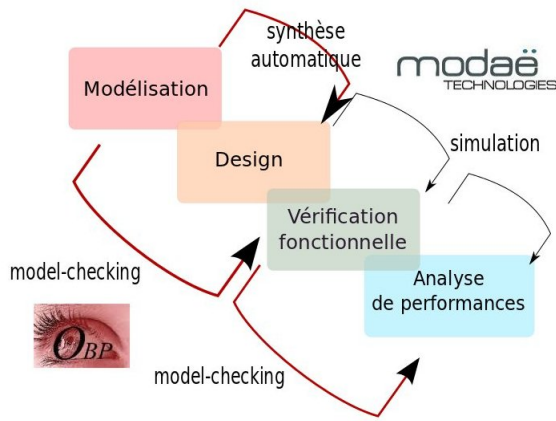 synthèse
automatique
modaë
TECHNOLOGIES
Modélisation
simulation
Design
Vérification
fonctionnelle
model-checking
Analyse
de performances
OBP
model-checking